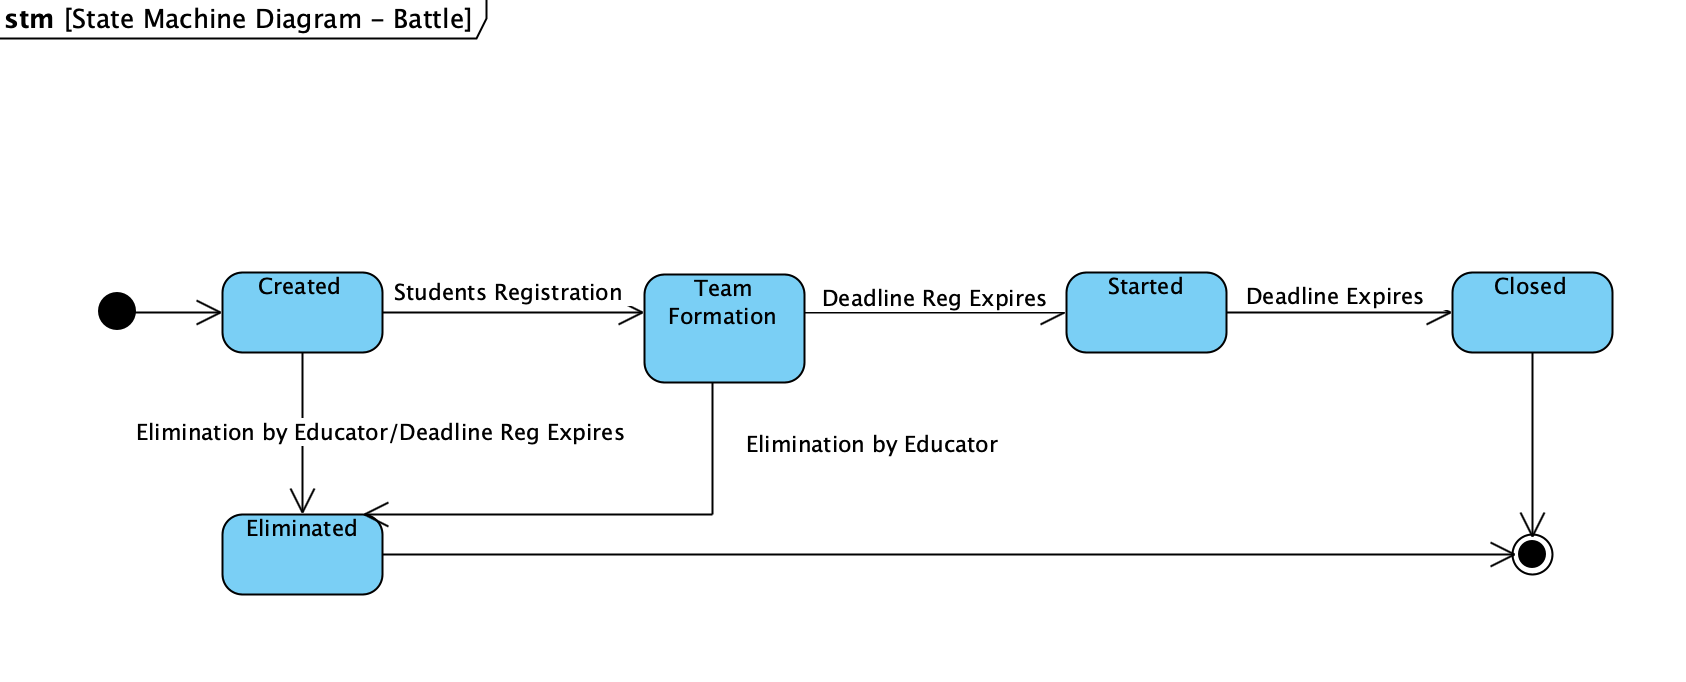 stm [State Machine Diagram – Battle]
Created
Students Registration
Team
Formation
Deadline Reg Expires
Started
Deadline Expires
Closed
Elimination by Educator/Deadline Reg Expires
Elimination by Educator
Eliminated